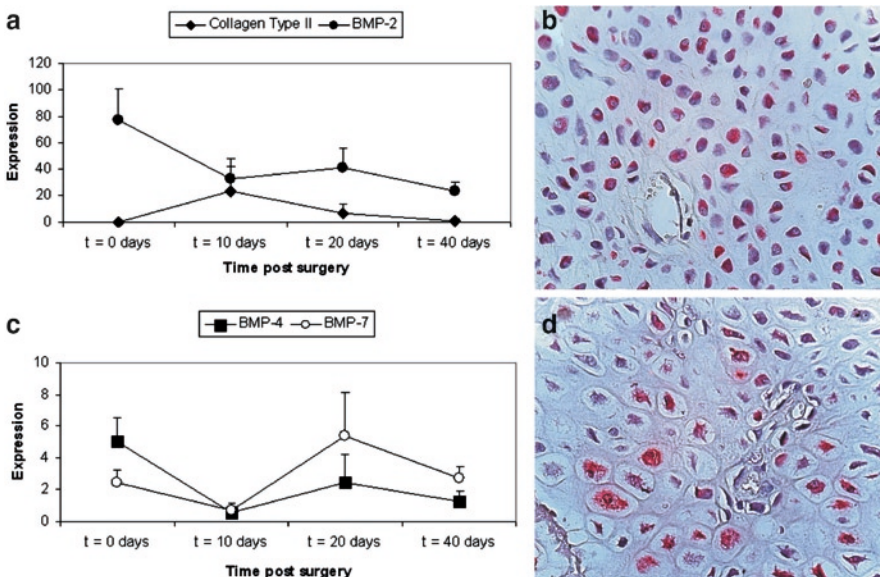 a
Collagen Type II BMP-2
Expression
120
100
80
60
40
20
0
t = 0 days t = 10 days t = 20 days t = 40 days
Time post surgery
b
c
BMP-4 BMP-7
Expression
10
8
6
4
2
0
t = 0 days t = 10 days t = 20 days t = 40 days
Time post surgery
d